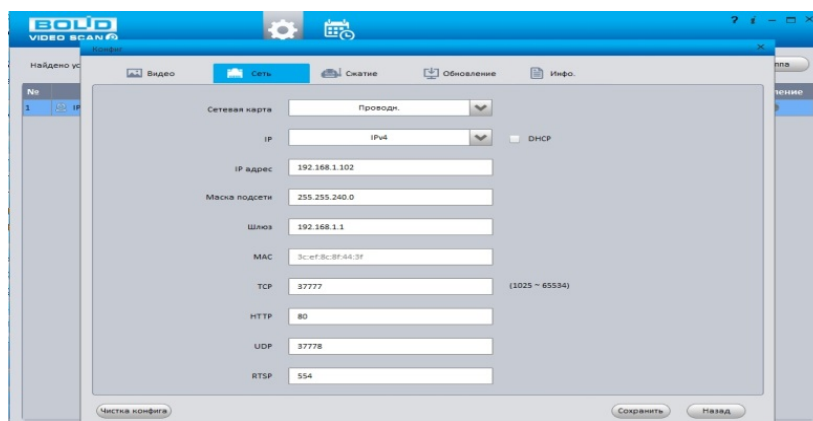 BOLID
VIDEO SCAN
? i
Конфиг
Найдено ус
ппа
Видео Сеть Сжатие Обновление Инфо.
№
1 IP
Сетевая карта Проводн.
IP IPv4 DHCP
IP адрес 192.168.1.102
Маска подсети 255.255.240.0
Шлюз 192.168.1.1
MAC 3c:ef:8c:8f:44:3f
TCP 37777 (1025 ~ 65534)
HTTP 80
UDP 37778
RTSP 554
Чистка конфига Сохранить Назад